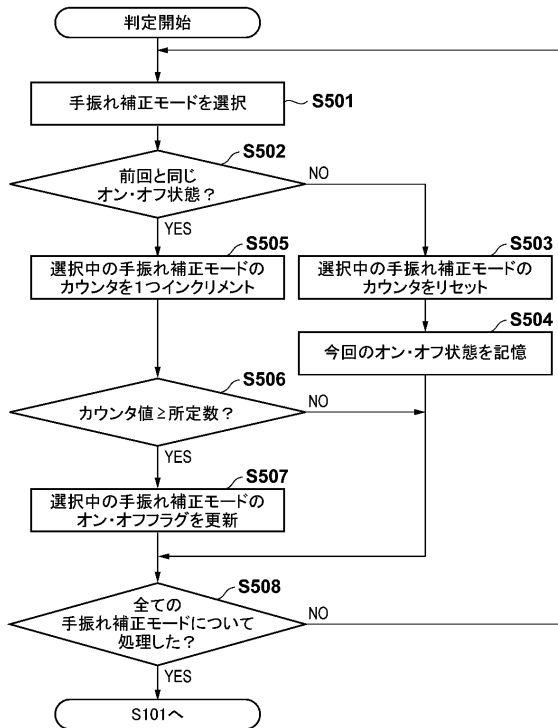 判定開始
手振れ補正モードを選択
S501
S502
前回と同じ
オン・オフ状態？
NO
YES
S505
選択中の手振れ補正モードの
カウンタを1つインクリメント
S503
選択中の手振れ補正モードの
カウンタをリセット
S504
今回のオン・オフ状態を記憶
S506
カウンタ値≧所定数？
NO
YES
S507
選択中の手振れ補正モードの
オン・オフフラグを更新
S508
全ての
手振れ補正モードについて
処理した？
NO
YES
S101へ